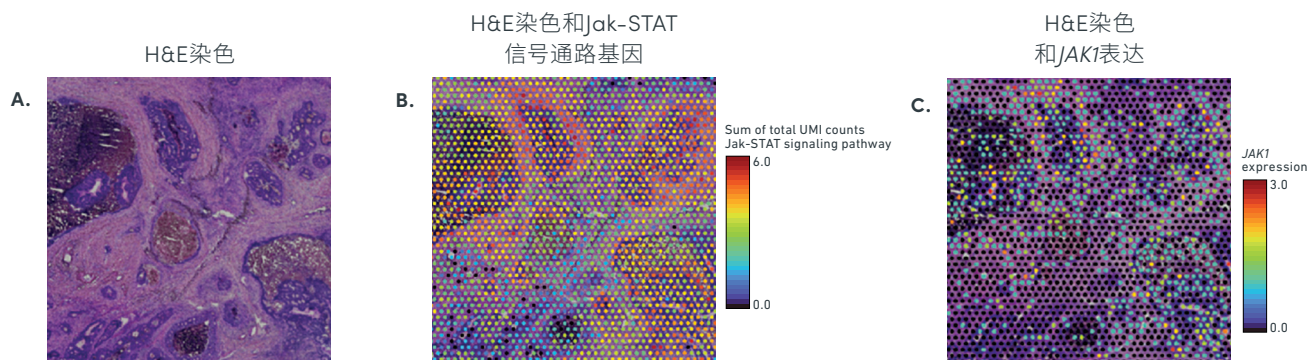 H&E染色
A.
H&E染色和Jak-STAT
信号通路基因
B.
Sum of total UMI counts
Jak-STAT signaling pathway
6.0
0.0
H&E染色
和JAK1表达
C.
JAK1
expression
3.0
0.0